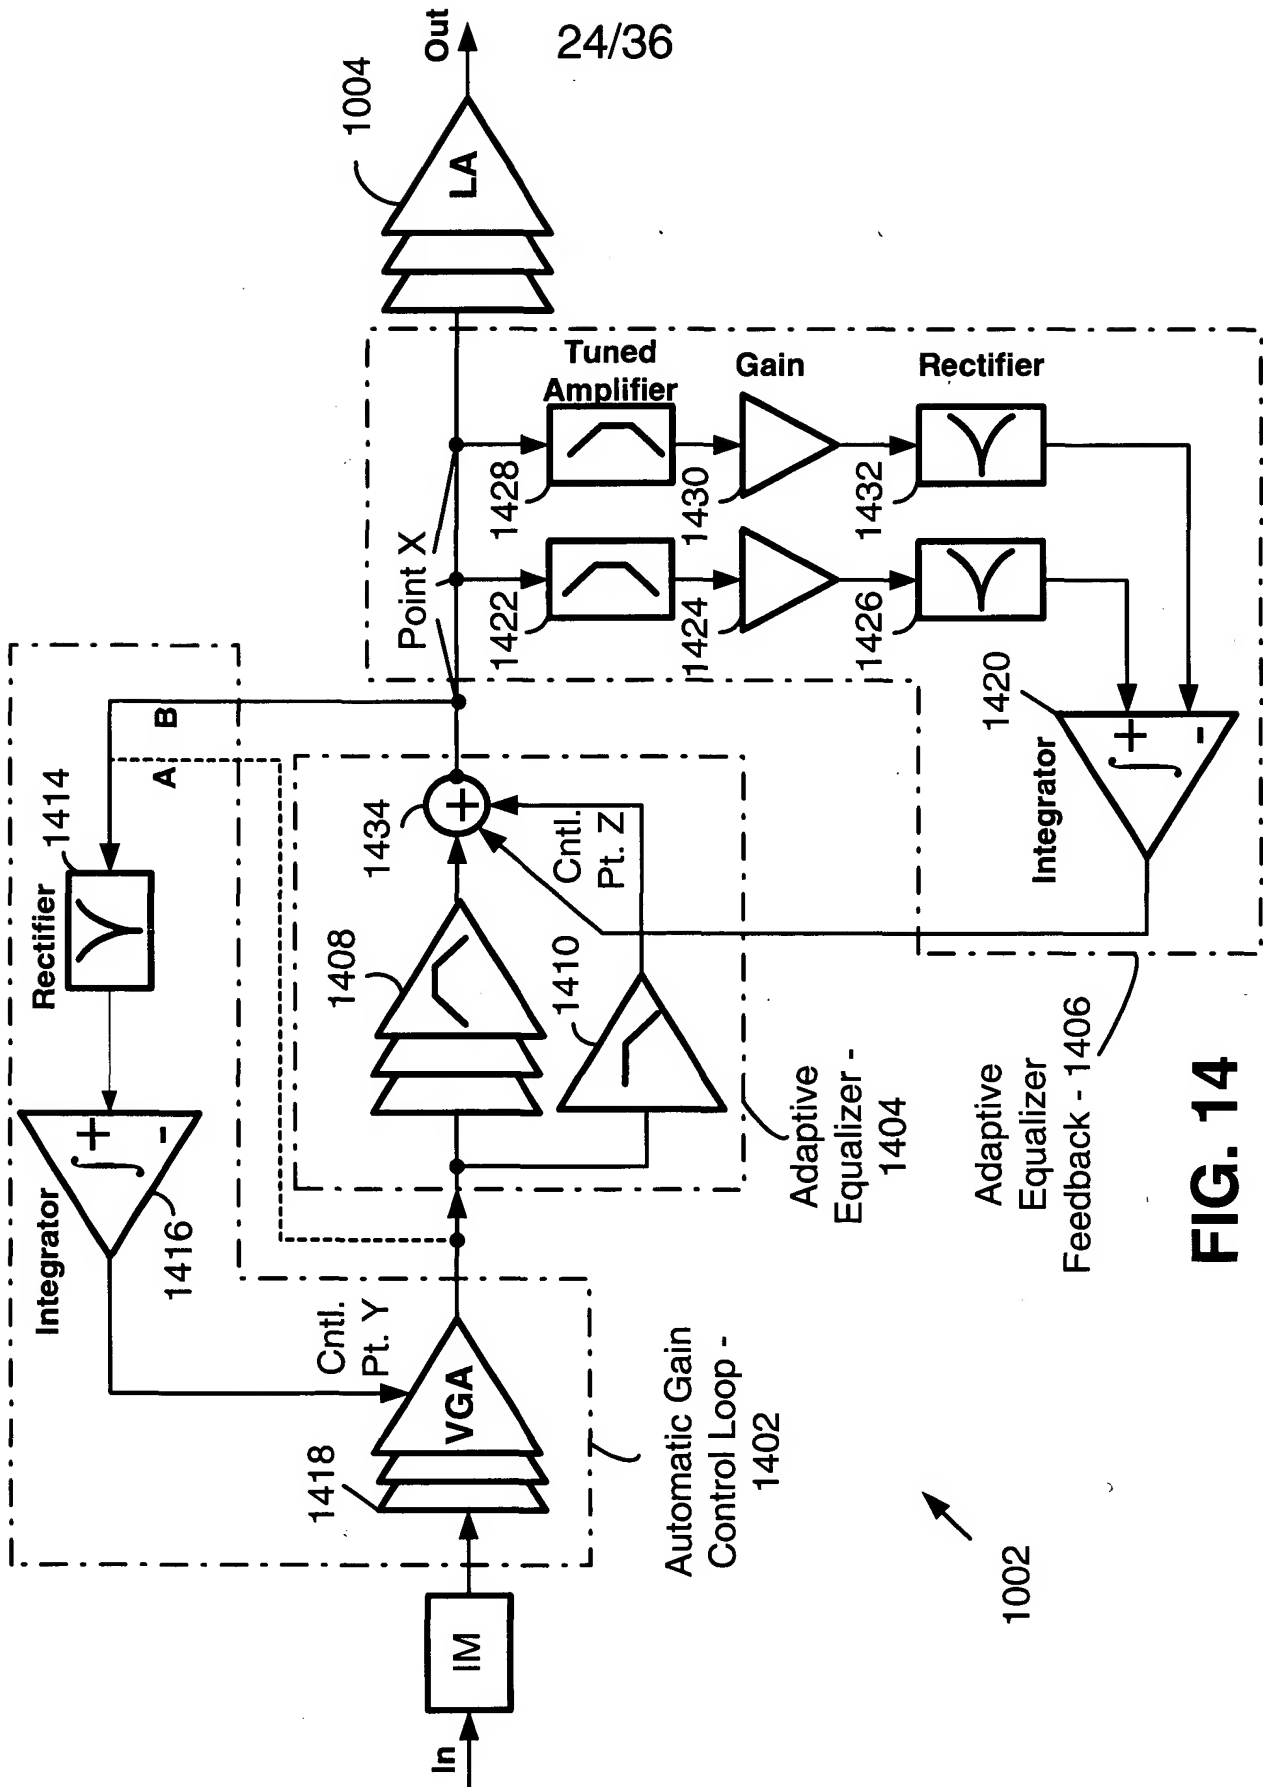 24/36
In
IM
1418
VGA
Cntl.
Pt. Y
Integrator
1416
∫ +
-
Rectifier
1414
A
B
Automatic Gain
Control Loop -
1402
1408
1410
1434
+
Cntl.
Pt. Z
Adaptive
Equalizer -
1404
Point X
1422
1424
1426
1428
1430
1432
Tuned
Amplifier
Gain
Rectifier
1420
Integrator
∫ +
-
Adaptive
Equalizer
Feedback - 1406
LA
1004
Out
1002
FIG. 14